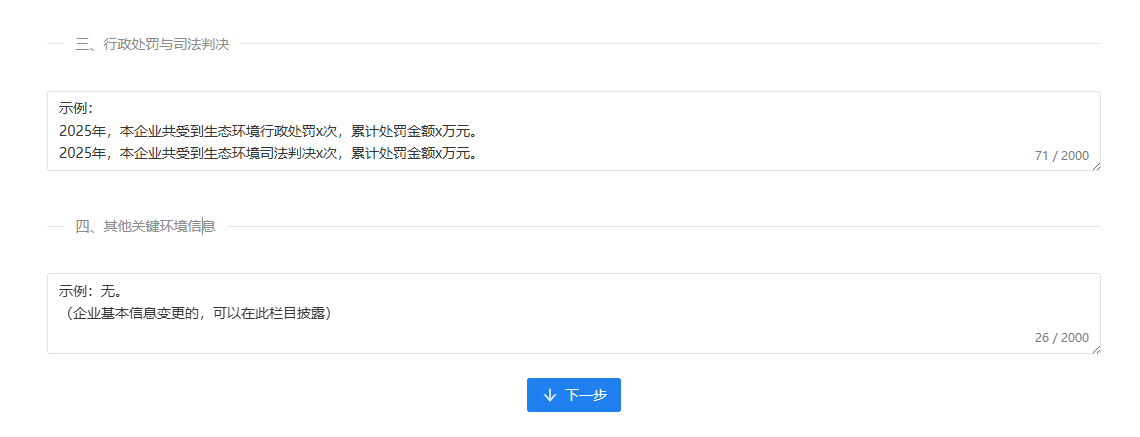 三、行政处罚与司法判决
示例：
2025年，本企业共受到生态环境行政处罚x次，累计处罚金额x万元。
2025年，本企业共受到生态环境司法判决x次，累计处罚金额x万元。
71 / 2000
四、其他关键环境信息
示例：无。
（企业基本信息变更的，可以在此栏目披露）
26 / 2000
下一步